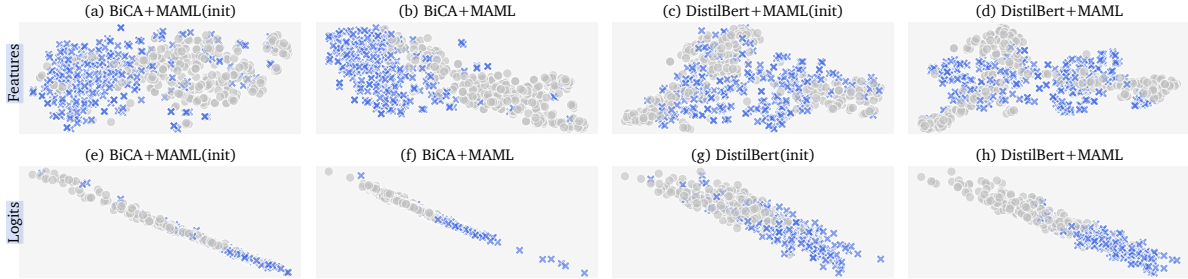 (a) BiCA+MAML(init)
(b) BiCA+MAML
(c) DistilBert+MAML(init)
(d) DistilBert+MAML
Features
(e) BiCA+MAML(init)
(f) BiCA+MAML
(g) DistilBert(init)
(h) DistilBert+MAML
Logits